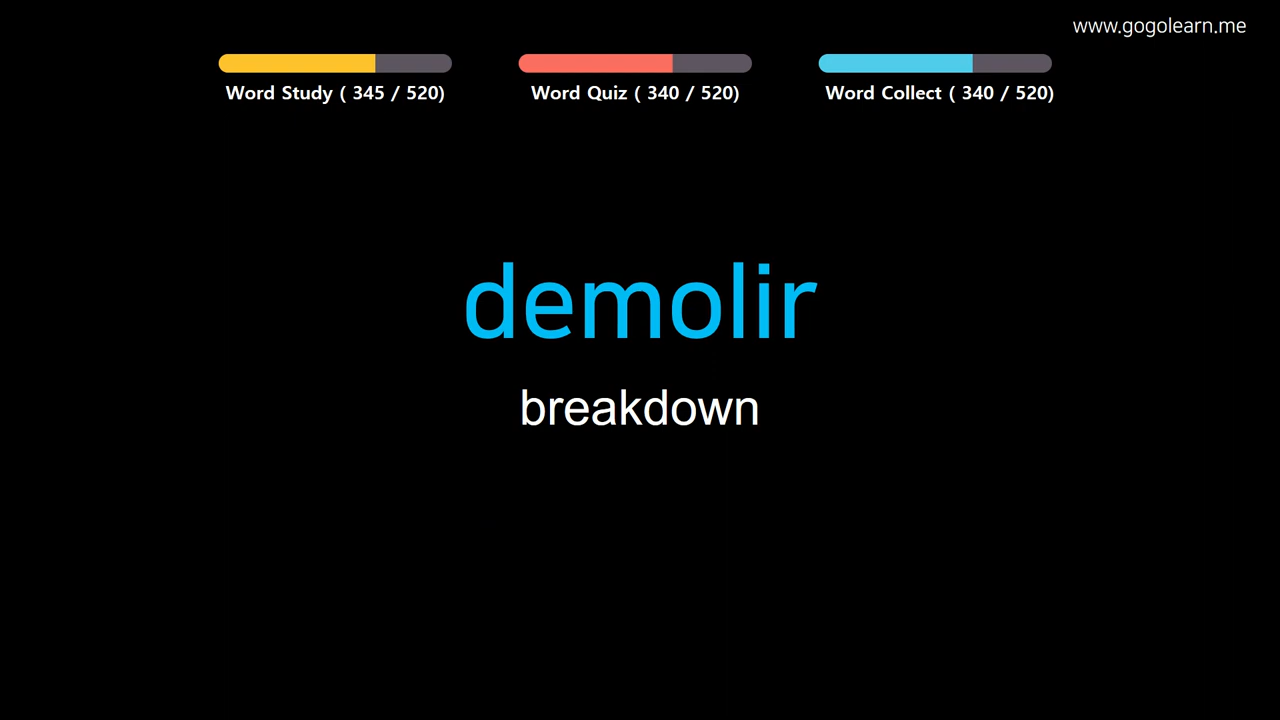 www.gogolearn.me
Word Study ( 345 / 520)
Word Quiz ( 340 / 520)
Word Collect ( 340 / 520)
demolir
breakdown